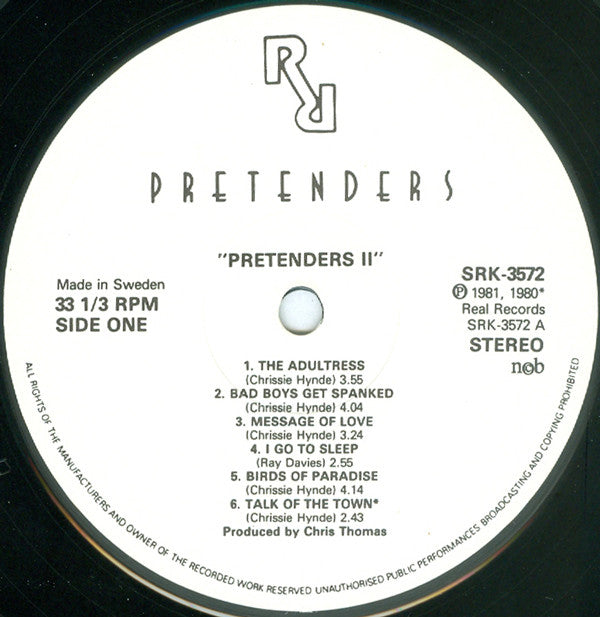 RR
PRETENDERS
"PRETENDERS II"
Made in Sweden
33 1/3 RPM
SIDE ONE
SRK-3572
Ⓟ 1981, 1980*
Real Records
SRK-3572 A
STEREO
n©b
1. THE ADULTRESS
(Chrissie Hynde) 3.55
2. BAD BOYS GET SPANKED
(Chrissie Hynde) 4.04
3. MESSAGE OF LOVE
(Chrissie Hynde) 3.24
4. I GO TO SLEEP
(Ray Davies) 2.55
5. BIRDS OF PARADISE
(Chrissie Hynde) 4.14
6. TALK OF THE TOWN*
(Chrissie Hynde) 2.43
Produced by Chris Thomas
ALL RIGHTS OF THE MANUFACTURERS AND OWNER OF THE RECORDED WORK RESERVED UNAUTHORISED PUBLIC PERFORMANCES BROADCASTING AND COPYING PROHIBITED